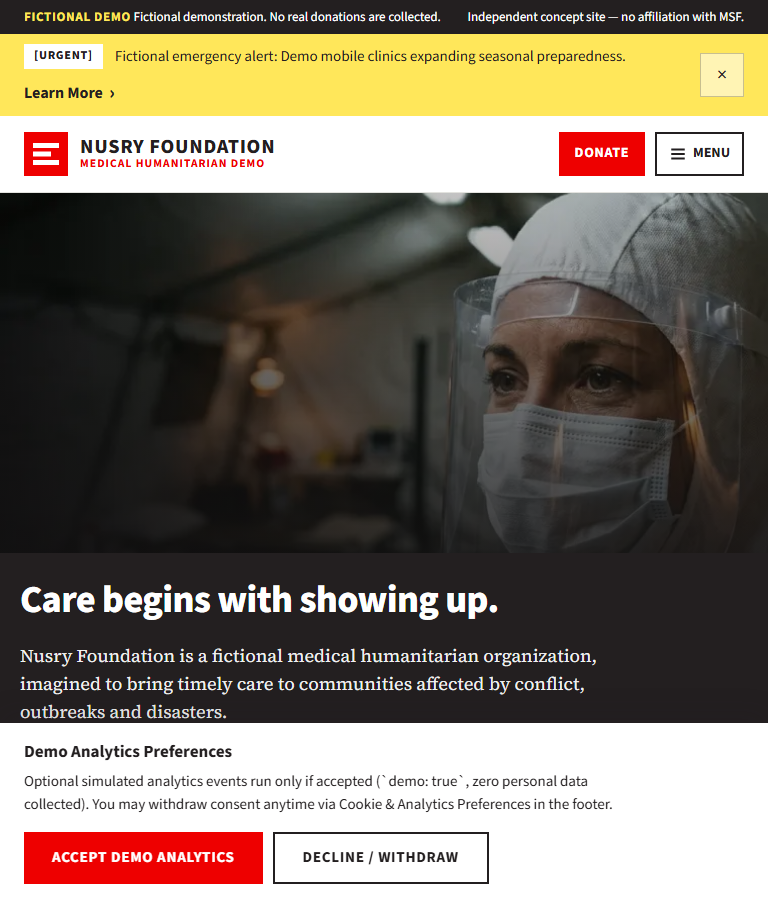 FICTIONAL DEMO Fictional demonstration. No real donations are collected. Independent concept site — no affiliation with MSF.
[URGENT] Fictional emergency alert: Demo mobile clinics expanding seasonal preparedness.
×
Learn More ›
NUSRY FOUNDATION
MEDICAL HUMANITARIAN DEMO
DONATE
MENU
Care begins with showing up.
Nusry Foundation is a fictional medical humanitarian organization,
imagined to bring timely care to communities affected by conflict,
outbreaks and disasters.
Demo Analytics Preferences
Optional simulated analytics events run only if accepted (`demo: true`, zero personal data
collected). You may withdraw consent anytime via Cookie & Analytics Preferences in the footer.
ACCEPT DEMO ANALYTICS
DECLINE / WITHDRAW